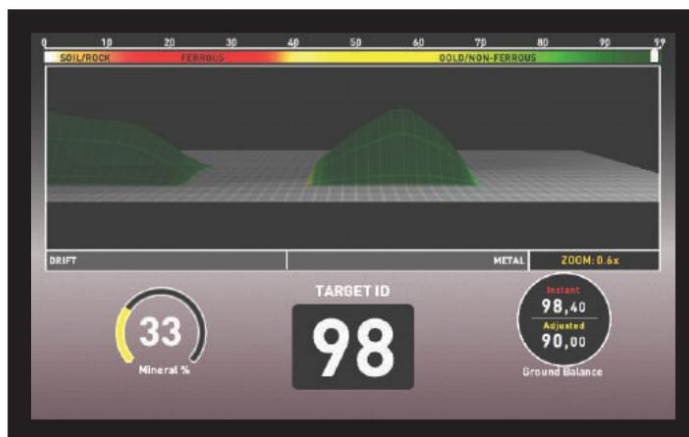 0 10 20 30 40 50 60 70 80 90 99
SOIL/ROCK FERROUS GOLD/NON-FERROUS
DRIFT METAL ZOOM: 0.6x
33
Mineral %
TARGET ID
98
Instant
98,40
Adjusted
90,00
Ground Balance